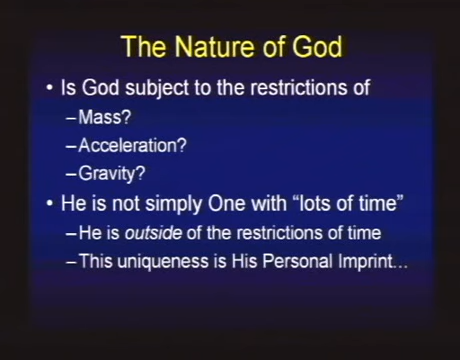 The Nature of God
• Is God subject to the restrictions of
–Mass?
–Acceleration?
–Gravity?
• He is not simply One with “lots of time”
–He is outside of the restrictions of time
–This uniqueness is His Personal Imprint…